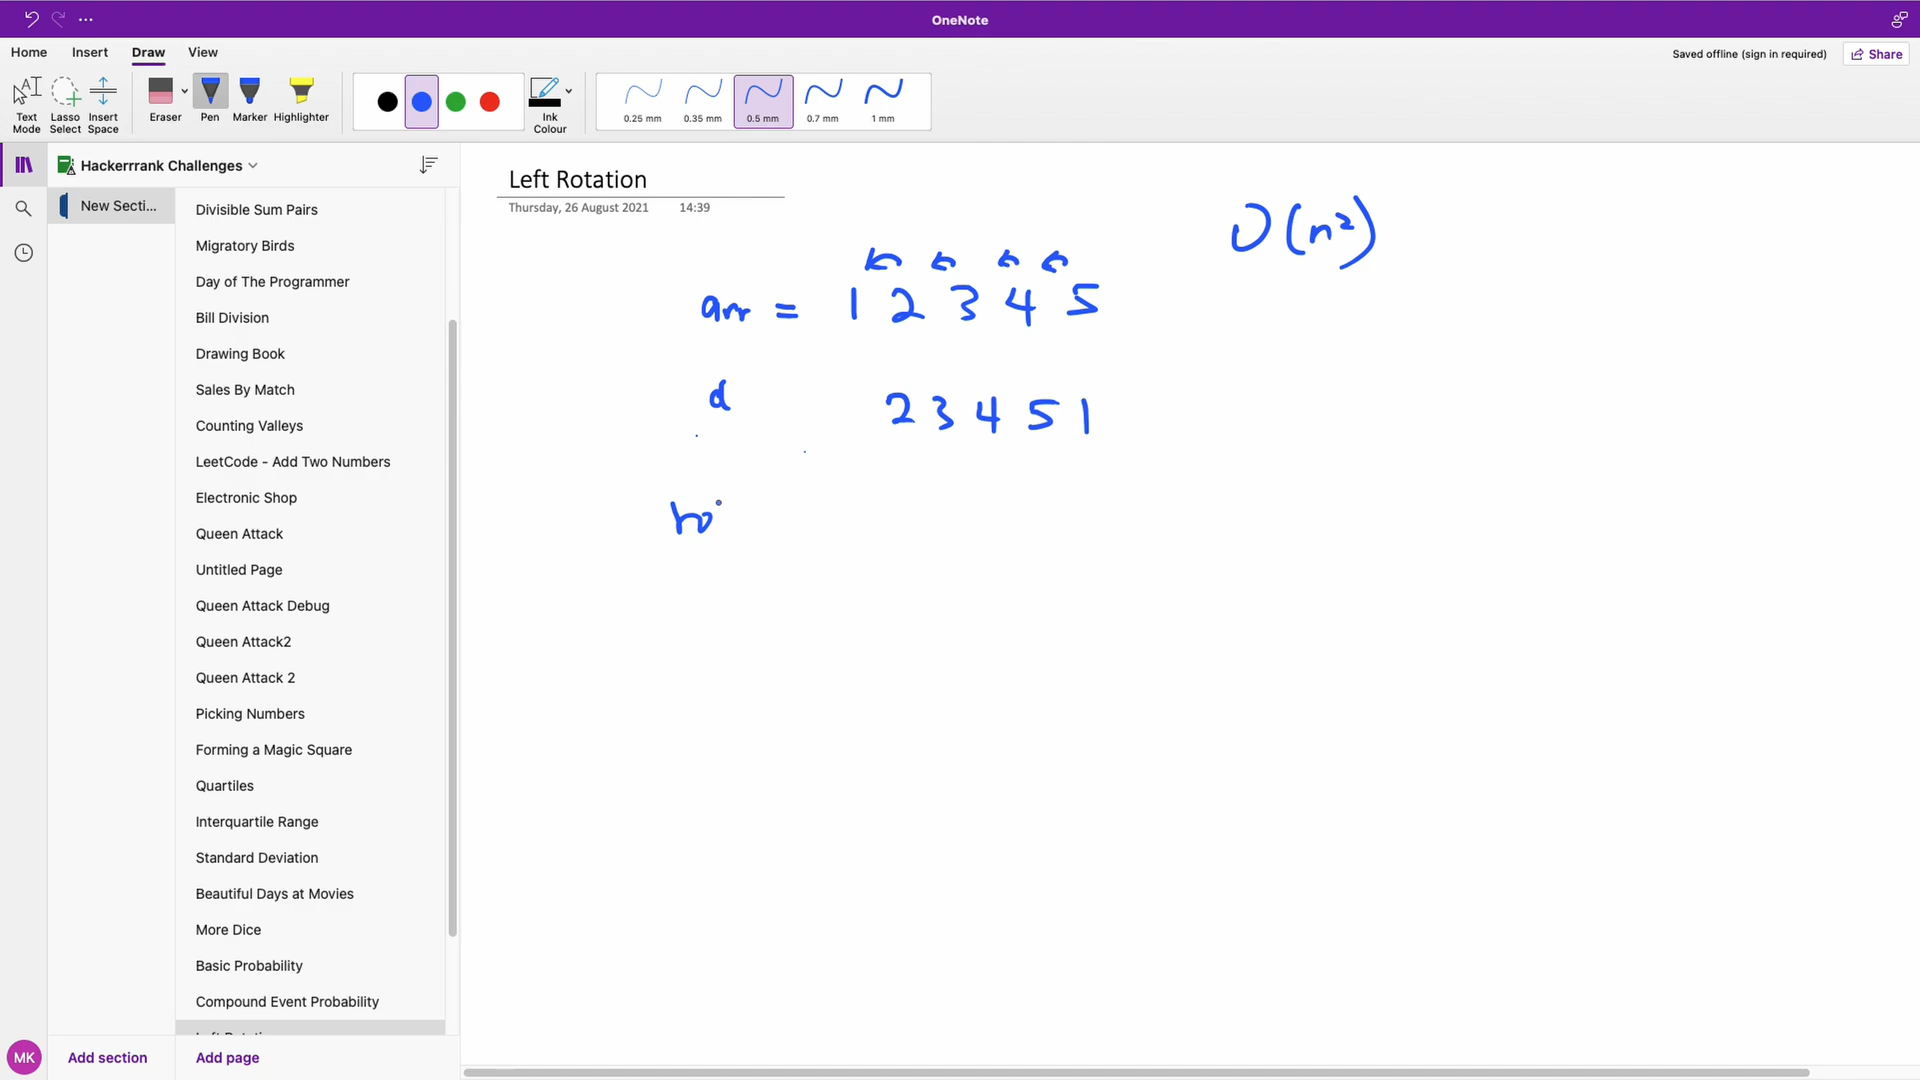 OneNote
Home Insert Draw View
Saved offline (sign in required) Share
Text Mode
Lasso Select
Insert Space
Eraser
Pen
Marker
Highlighter
Ink Colour
0.25 mm 0.35 mm 0.5 mm 0.7 mm 1 mm
Hackerrrank Challenges
New Secti...
Divisible Sum Pairs
Migratory Birds
Day of The Programmer
Bill Division
Drawing Book
Sales By Match
Counting Valleys
LeetCode - Add Two Numbers
Electronic Shop
Queen Attack
Untitled Page
Queen Attack Debug
Queen Attack2
Queen Attack 2
Picking Numbers
Forming a Magic Square
Quartiles
Interquartile Range
Standard Deviation
Beautiful Days at Movies
More Dice
Basic Probability
Compound Event Probability
MK
Add section
Add page
Left Rotation
Thursday, 26 August 2021 14:39
O(n²)
arr = 1 2 3 4 5
d 2 3 4 5 1